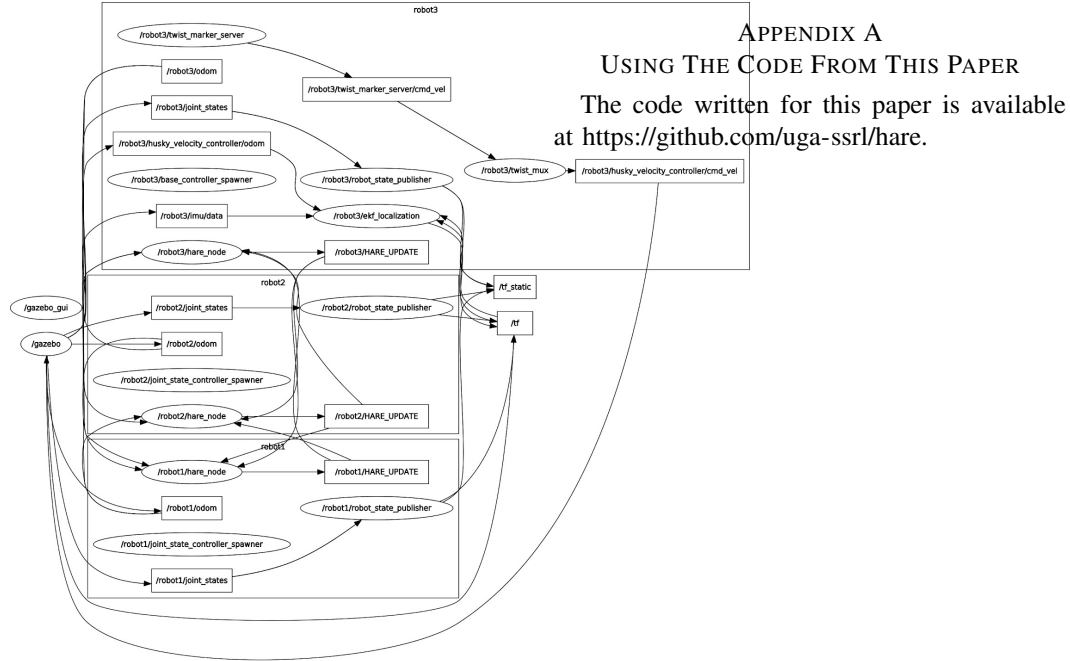 robot3
/robot3/twist_marker_server
/robot3/odom
/robot3/twist_marker_server/cmd_vel
/robot3/joint_states
/robot3/husky_velocity_controller/odom
/robot3/twist_mux
/robot3/husky_velocity_controller/cmd_vel
/robot3/base_controller_spawner
/robot3/robot_state_publisher
/robot3/imu/data
/robot3/ekf_localization
/robot3/hare_node
/robot3/HARE_UPDATE
robot2
/tf_static
/gazebo_gui
/robot2/joint_states
/robot2/robot_state_publisher
/tf
/gazebo
/robot2/odom
/robot2/joint_state_controller_spawner
/robot2/hare_node
/robot2/HARE_UPDATE
robot1
/robot1/hare_node
/robot1/HARE_UPDATE
/robot1/odom
/robot1/robot_state_publisher
/robot1/joint_state_controller_spawner
/robot1/joint_states
APPENDIX A
USING THE CODE FROM THIS PAPER
The code written for this paper is available
at https://github.com/uga-ssrl/hare.